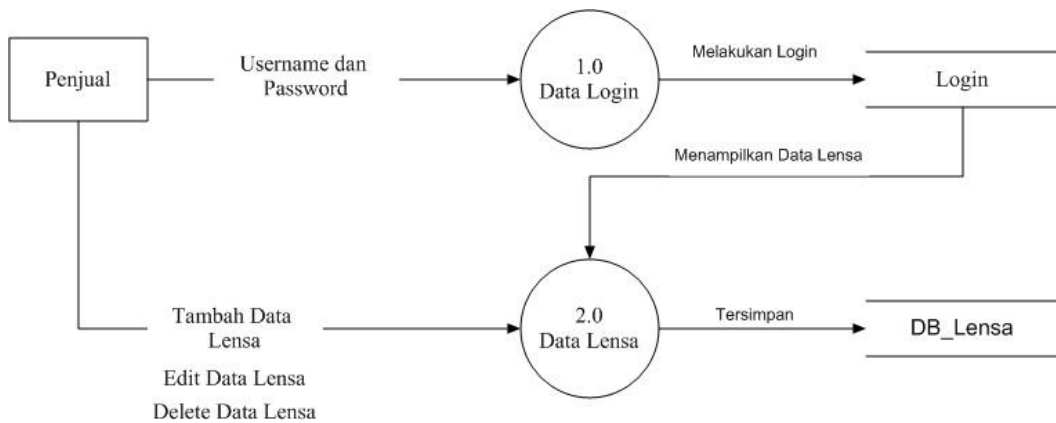 Penjual
Username dan
Password
1.0
Data Login
Melakukan Login
Login
Menampilkan Data Lensa
Tambah Data
Lensa
Edit Data Lensa
Delete Data Lensa
2.0
Data Lensa
Tersimpan
DB_Lensa